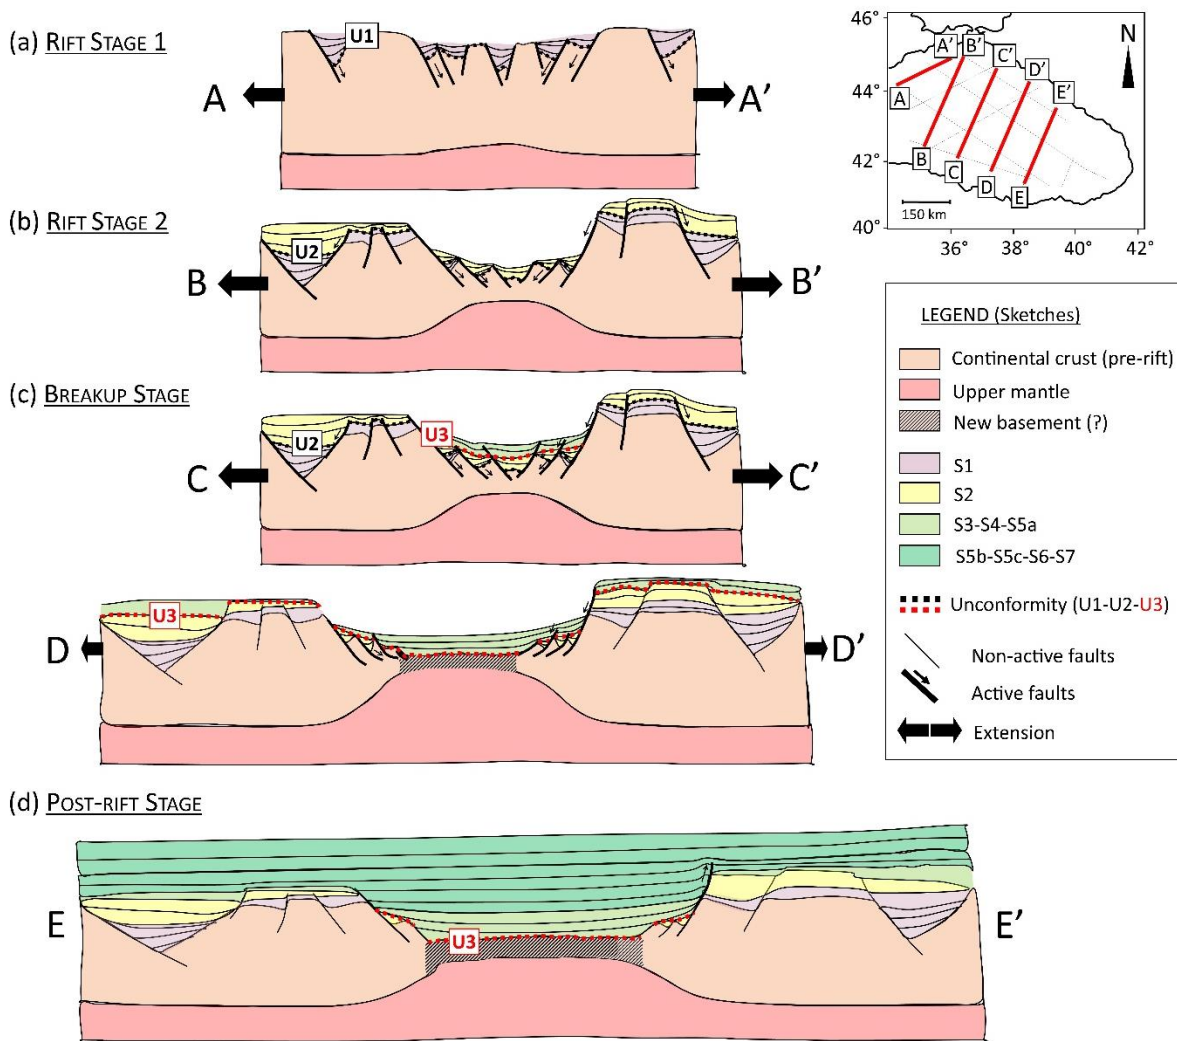 (a) RIFT STAGE 1
U1
A
A'
(b) RIFT STAGE 2
U2
B
B'
(c) BREAKUP STAGE
U2
U3
C
C'
U3
D
D'
(d) POST-RIFT STAGE
E
U3
E'
46°
44°
42°
40°
36°
38°
40°
42°
A'
B'
C'
D'
E'
A
B
C
D
E
N
150 km
LEGEND (Sketches)
Continental crust (pre-rift)
Upper mantle
New basement (?)
S1
S2
S3-S4-S5a
S5b-S5c-S6-S7
Unconformity (U1-U2-U3)
Non-active faults
Active faults
Extension